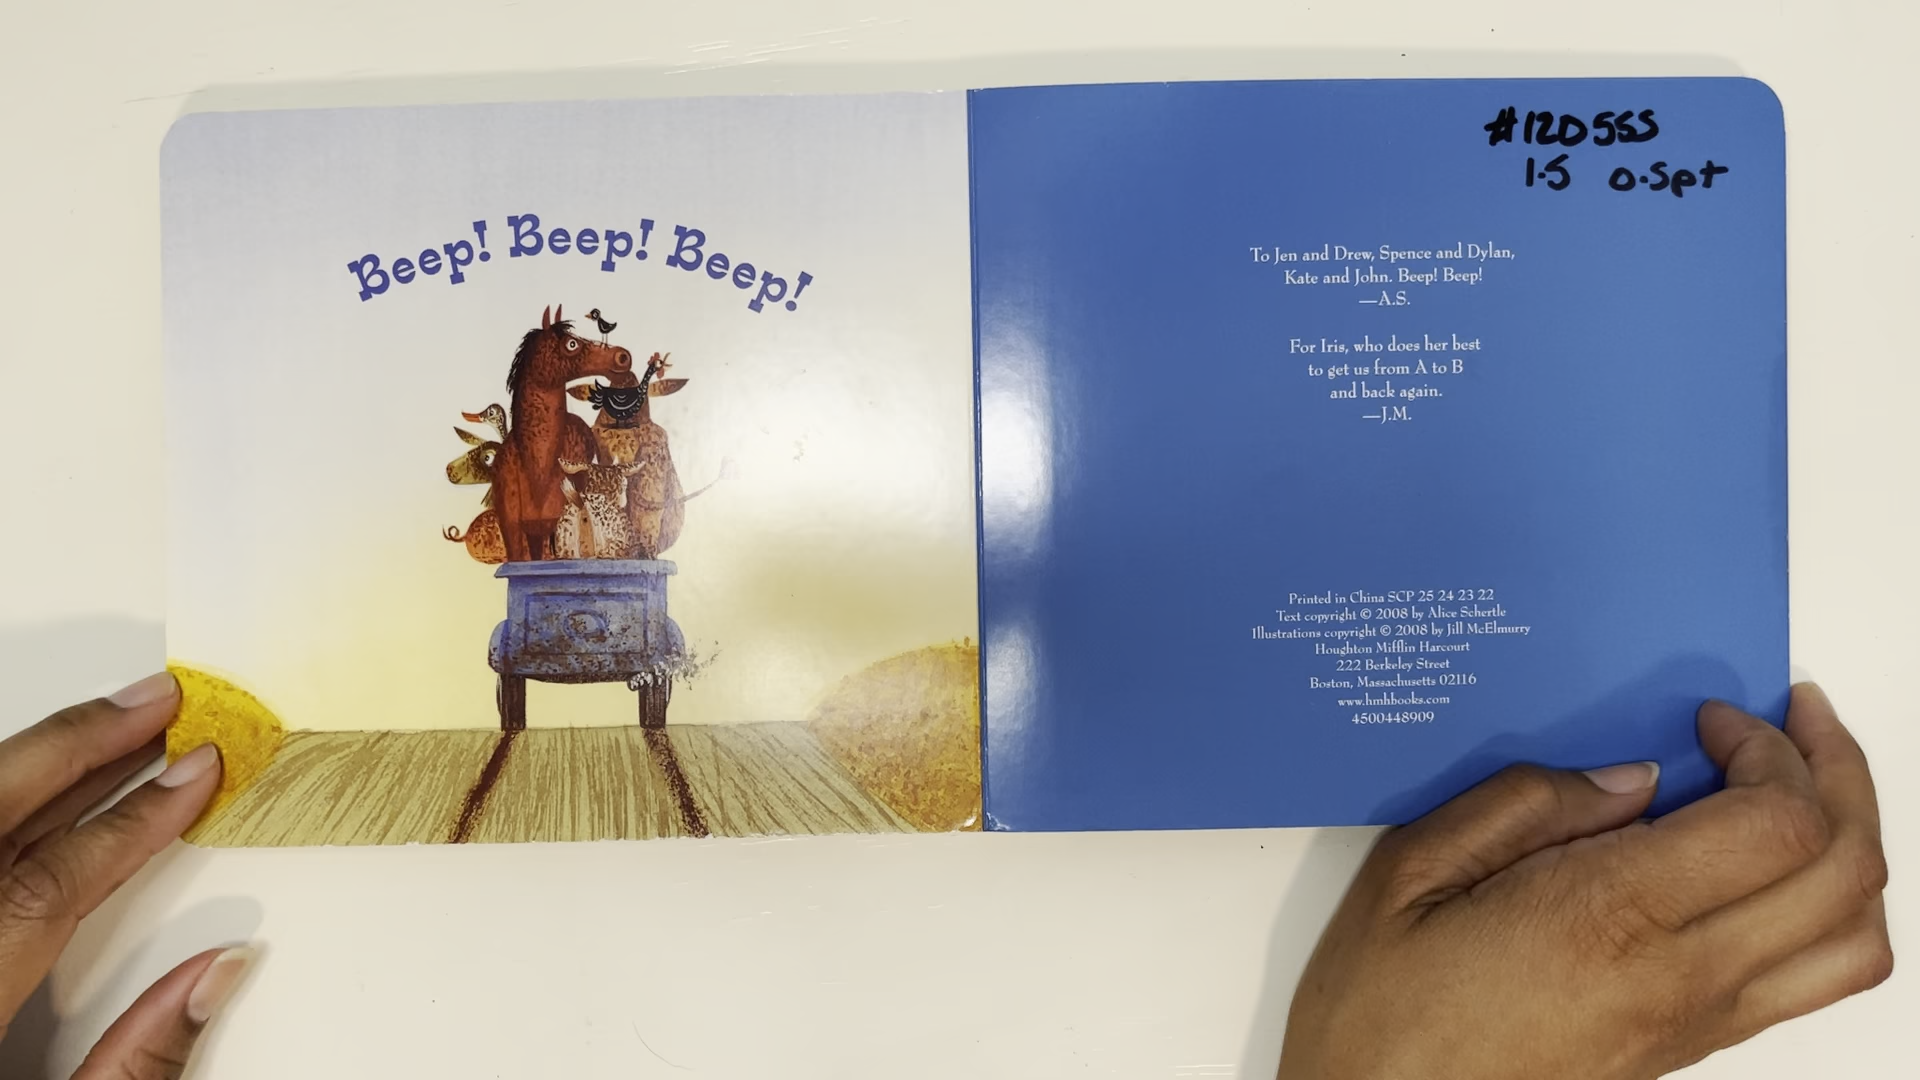 Beep! Beep! Beep!
#120555
1.5 0.5pt
To Jen and Drew, Spence and Dylan,
Kate and John. Beep! Beep!
—A.S.
For Iris, who does her best
to get us from A to B
and back again.
—J.M.
Printed in China SCP 25 24 23 22
Text copyright © 2008 by Alice Schertle
Illustrations copyright © 2008 by Jill McElmurry
Houghton Mifflin Harcourt
222 Berkeley Street
Boston, Massachusetts 02116
www.hmhbooks.com
4500448909